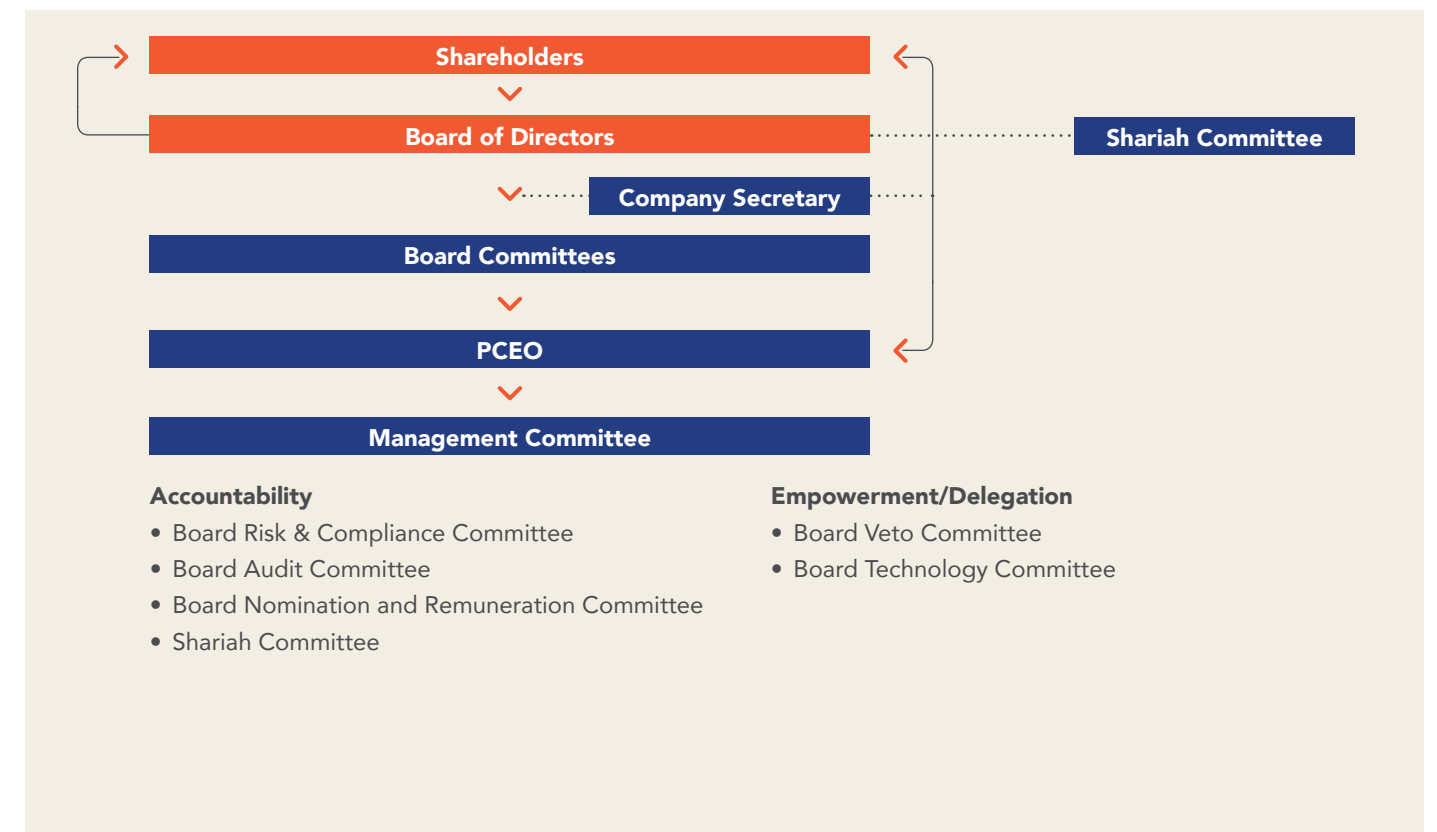 Shareholders
Board of Directors
Shariah Committee
Company Secretary
Board Committees
PCEO
Management Committee
Accountability
• Board Risk & Compliance Committee
• Board Audit Committee
• Board Nomination and Remuneration Committee
• Shariah Committee
Empowerment/Delegation
• Board Veto Committee
• Board Technology Committee